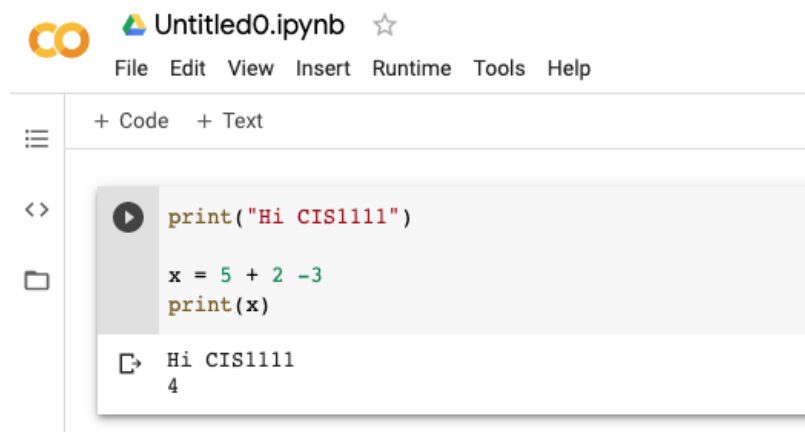 Untitled0.ipynb
File Edit View Insert Runtime Tools Help
+ Code + Text
print("Hi CIS1111")
x = 5 + 2 -3
print(x)
Hi CIS1111
4